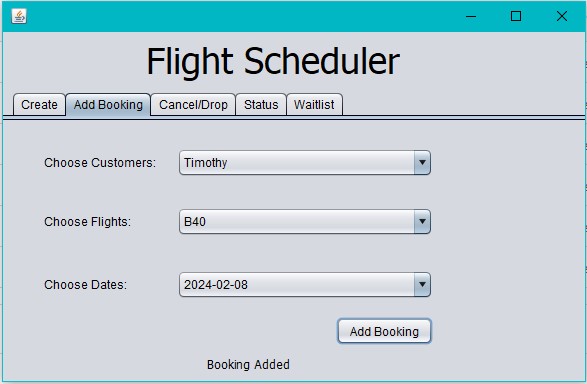 Flight Scheduler
Create Add Booking Cancel/Drop Status Waitlist
Choose Customers: Timothy
Choose Flights: B40
Choose Dates: 2024-02-08
Add Booking
Booking Added